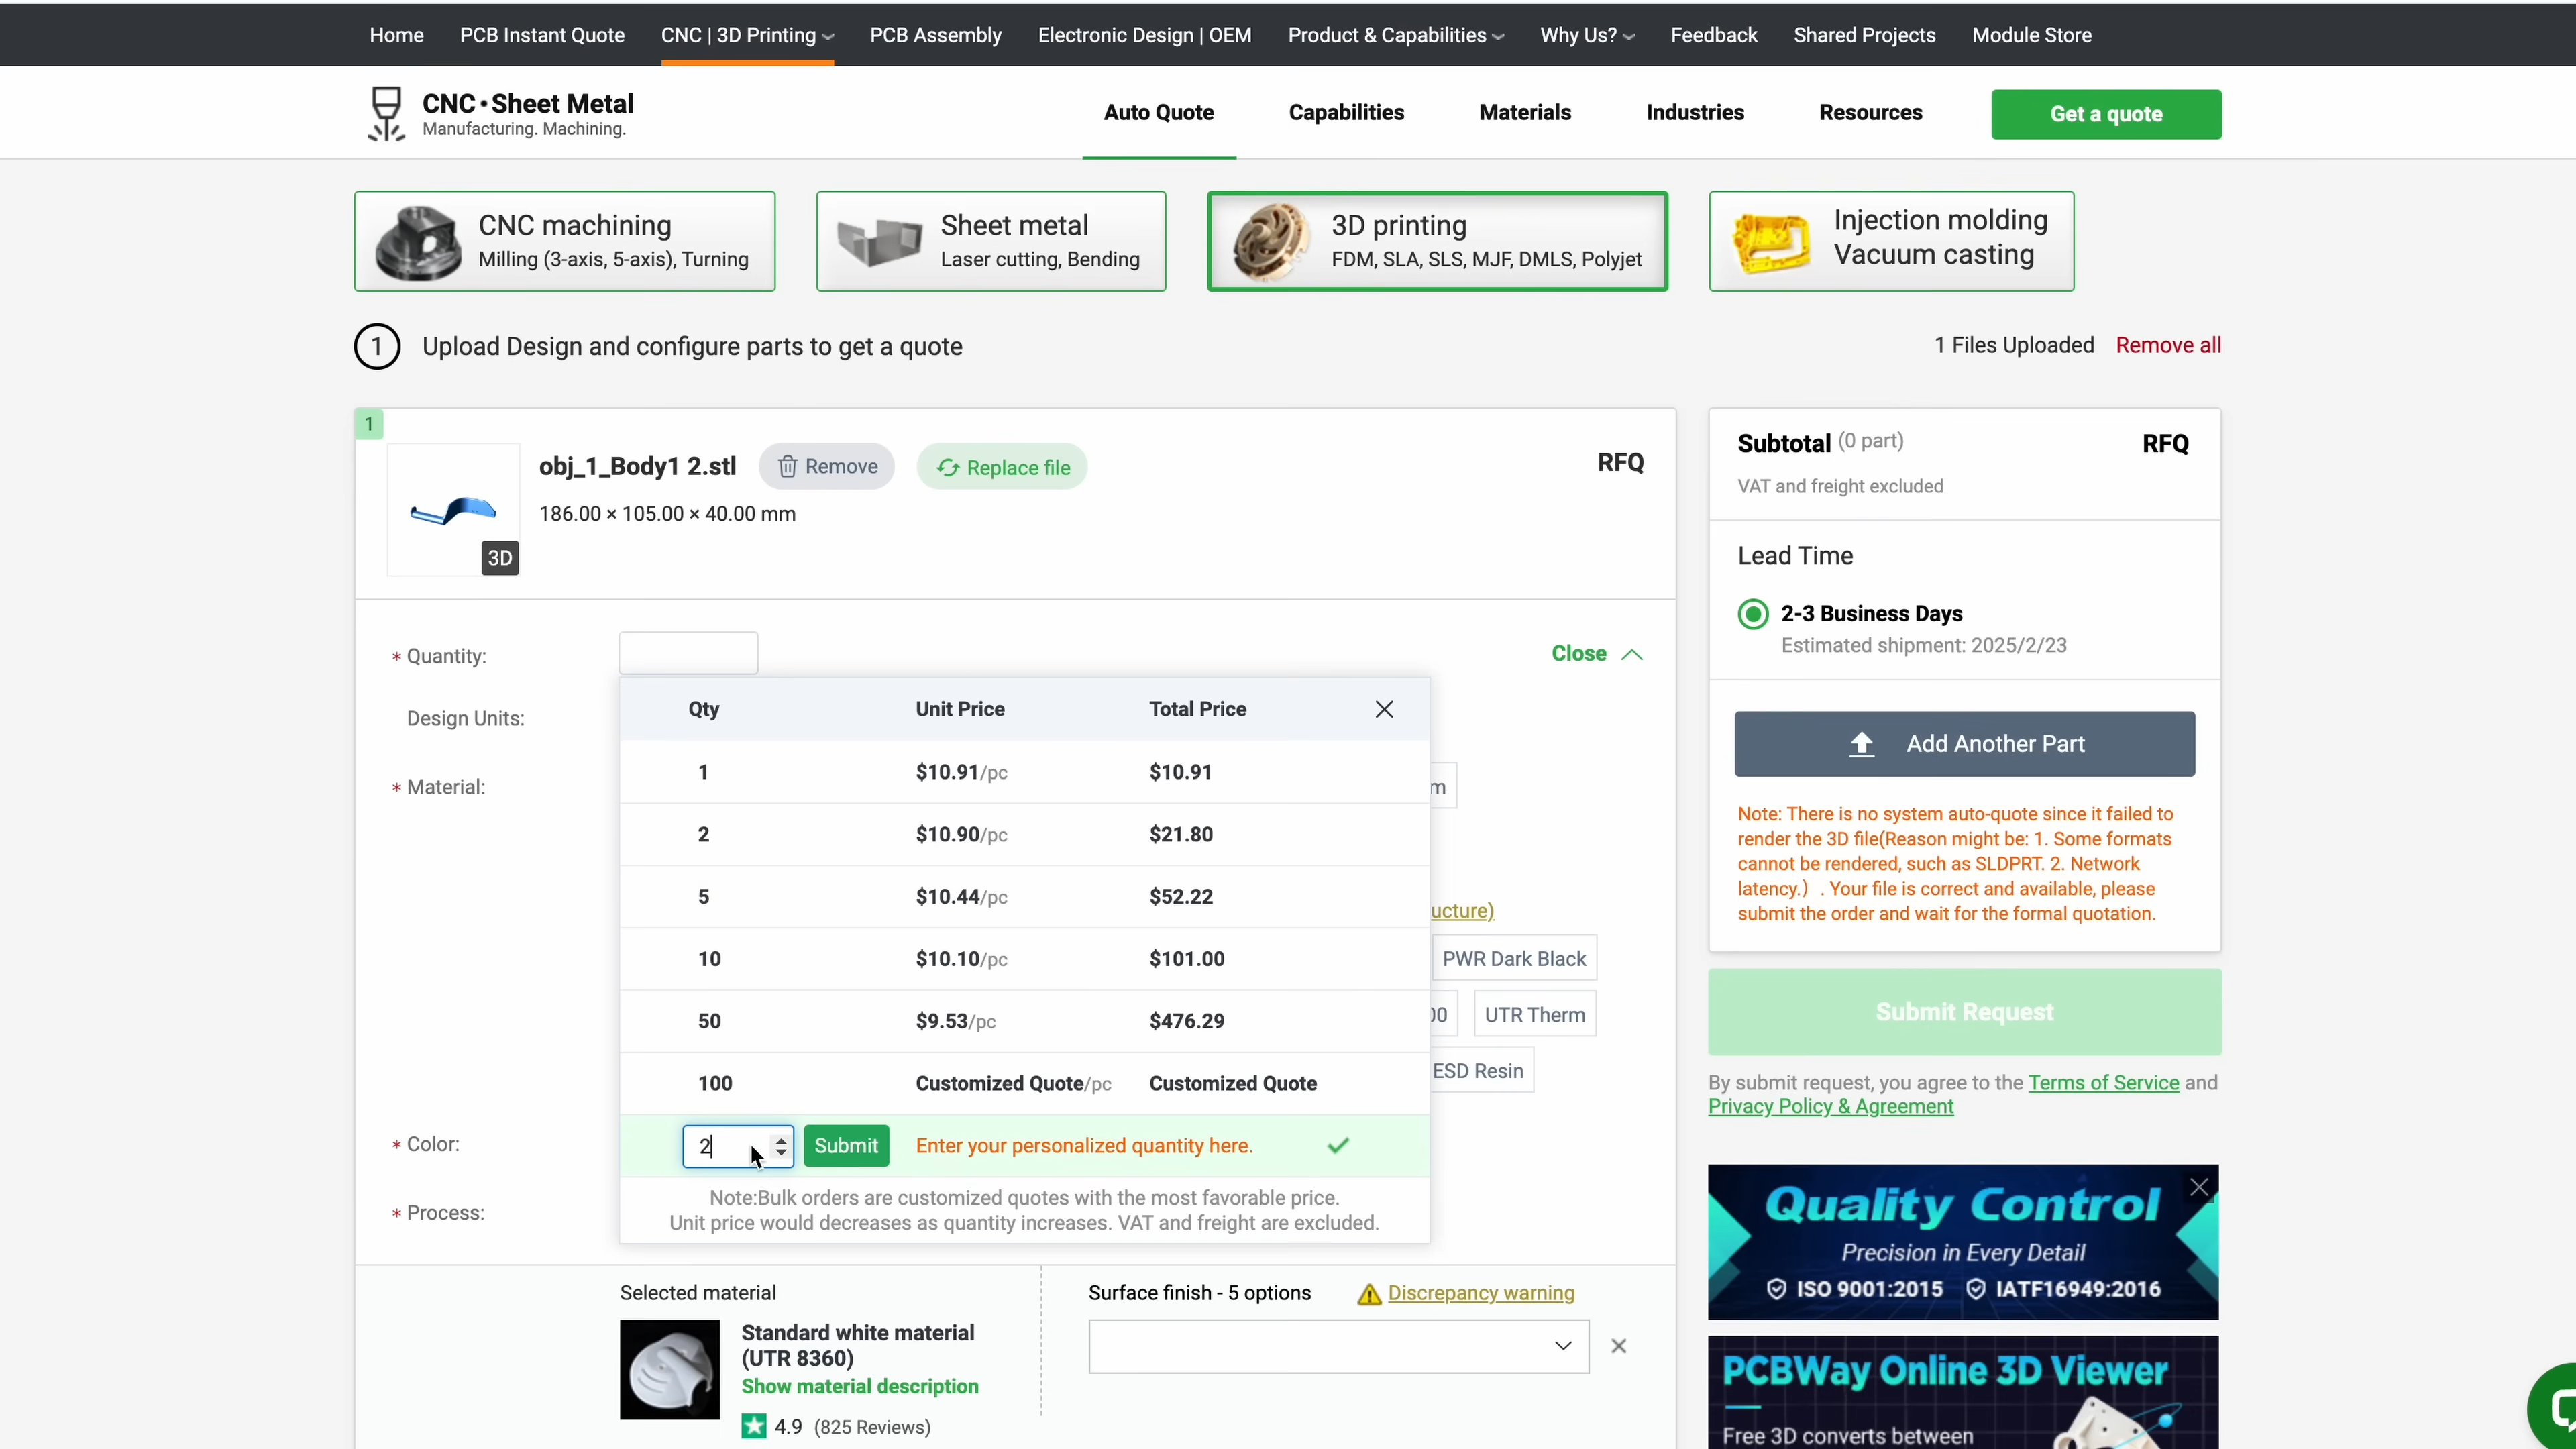 Home PCB Instant Quote CNC | 3D Printing PCB Assembly Electronic Design | OEM Product & Capabilities Why Us? Feedback Shared Projects Module Store
CNC • Sheet Metal
Manufacturing. Machining.
Auto Quote Capabilities Materials Industries Resources Get a quote
CNC machining
Milling (3-axis, 5-axis), Turning
Sheet metal
Laser cutting, Bending
3D printing
FDM, SLA, SLS, MJF, DMLS, Polyjet
Injection molding
Vacuum casting
1 Upload Design and configure parts to get a quote
1 Files Uploaded Remove all
1
obj_1_Body1 2.stl Remove Replace file RFQ
186.00 × 105.00 × 40.00 mm
3D
* Quantity: Close
Design Units:
* Material:
Qty Unit Price Total Price
1 $10.91/pc $10.91
2 $10.90/pc $21.80
5 $10.44/pc $52.22
10 $10.10/pc $101.00
50 $9.53/pc $476.29
100 Customized Quote/pc Customized Quote
2 Submit Enter your personalized quantity here.
Note:Bulk orders are customized quotes with the most favorable price.
Unit price would decreases as quantity increases. VAT and freight are excluded.
m
ucture)
PWR Dark Black
00 UTR Therm
ESD Resin
* Color:
* Process:
Selected material
Standard white material
(UTR 8360)
Show material description
4.9 (825 Reviews)
Surface finish - 5 options Discrepancy warning
Subtotal (0 part) RFQ
VAT and freight excluded
Lead Time
2-3 Business Days
Estimated shipment: 2025/2/23
Add Another Part
Note: There is no system auto-quote since it failed to
render the 3D file(Reason might be: 1. Some formats
cannot be rendered, such as SLDPRT. 2. Network
latency.) . Your file is correct and available, please
submit the order and wait for the formal quotation.
Submit Request
By submit request, you agree to the Terms of Service and
Privacy Policy & Agreement
Quality Control
Precision in Every Detail
ISO 9001:2015 IATF16949:2016
PCBWay Online 3D Viewer
Free 3D converts between